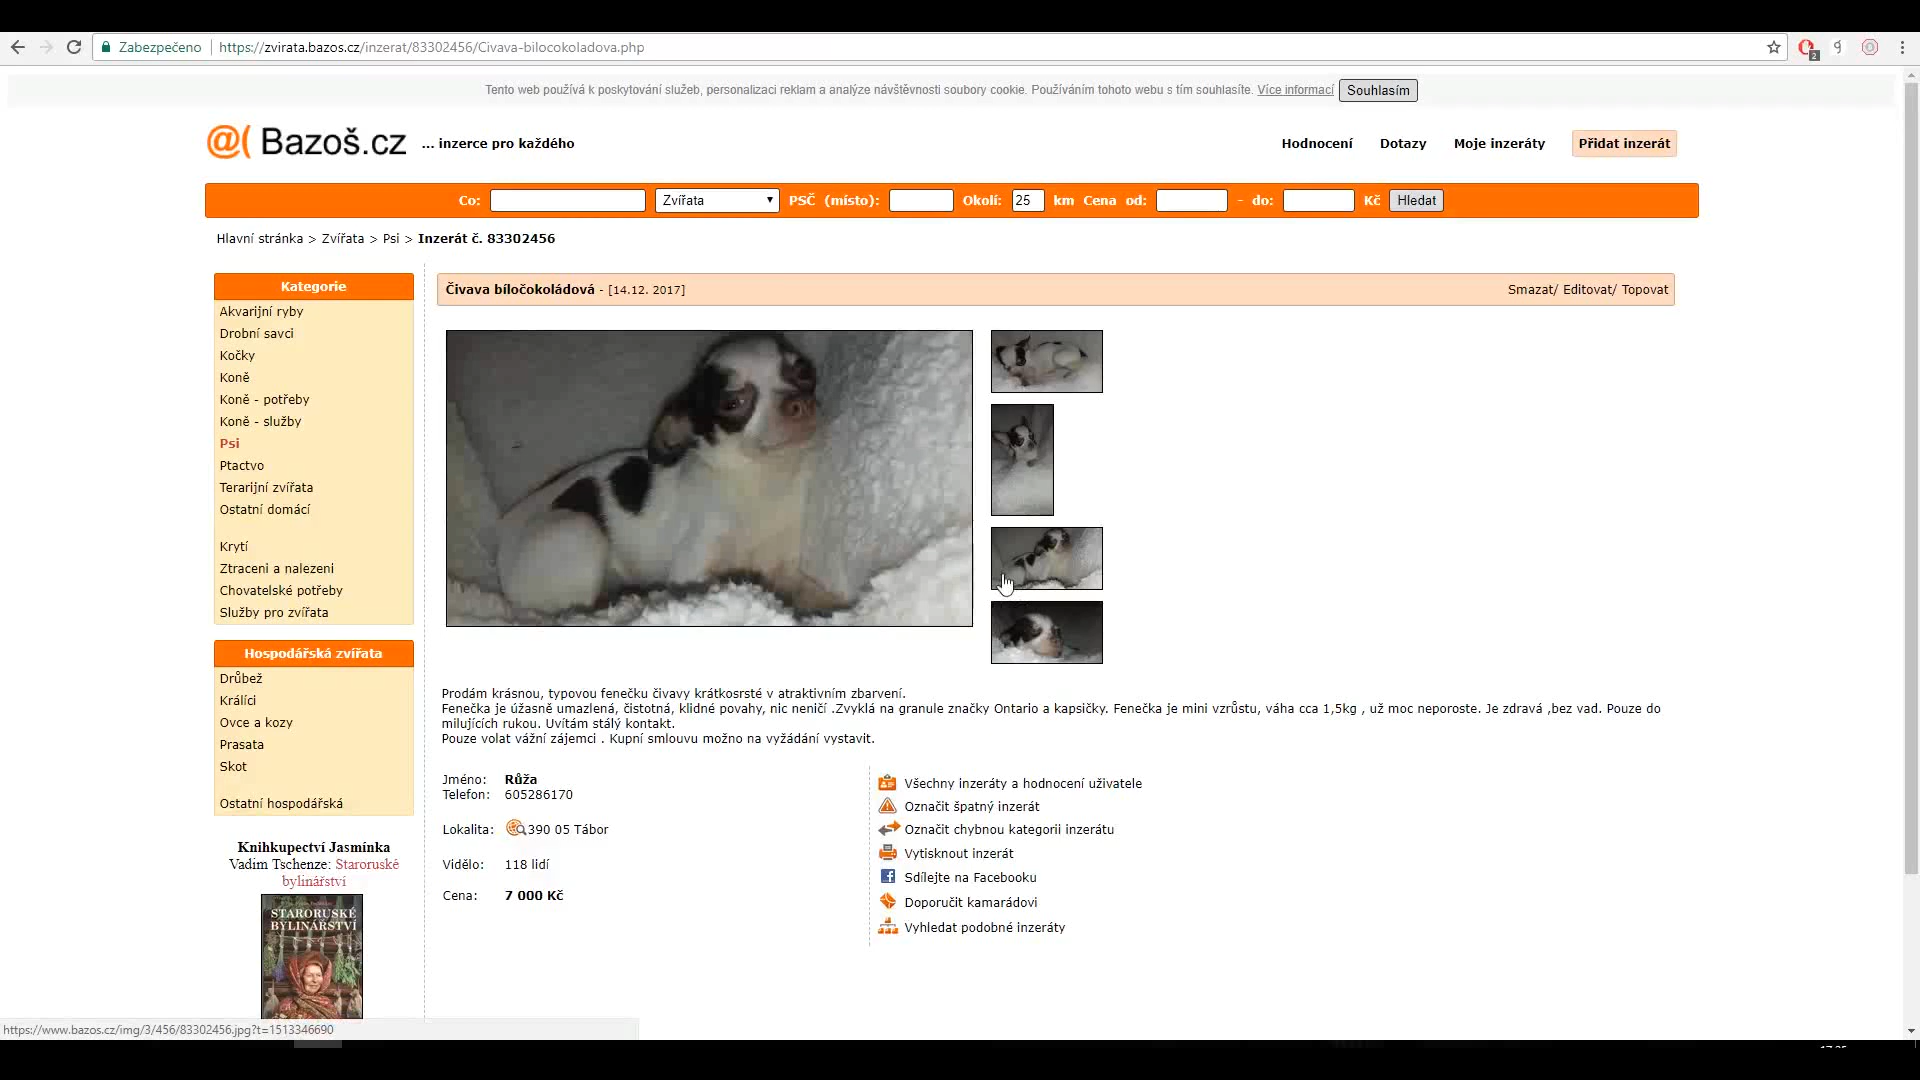 Zabezpečeno
https://zvirata.bazos.cz/inzerat/83302456/Civava-bilocokoladova.php
2
Tento web používá k poskytování služeb, personalizaci reklam a analýze návštěvnosti soubory cookie. Používáním tohoto webu s tím souhlasíte. Více informací Souhlasím
@( Bazoš.cz ... inzerce pro každého
Hodnocení Dotazy Moje inzeráty Přidat inzerát
Co: Zvířata PSČ (místo): Okolí: 25 km Cena od: - do: Kč Hledat
Hlavní stránka > Zvířata > Psi > Inzerát č. 83302456
Kategorie
Akvarijní ryby
Drobní savci
Kočky
Koně
Koně - potřeby
Koně - služby
Psi
Ptactvo
Terarijní zvířata
Ostatní domácí
Krytí
Ztraceni a nalezeni
Chovatelské potřeby
Služby pro zvířata
Hospodářská zvířata
Drůbež
Králíci
Ovce a kozy
Prasata
Skot
Ostatní hospodářská
Knihkupectví Jasmínka
Vadim Tschenze: Staroruské
bylinářství
STARORUSKÉ
BYLINÁŘSTVÍ
Čivava bíločokoládová - [14.12. 2017]
Smazat/ Editovat/ Topovat
Prodám krásnou, typovou fenečku čivavy krátkosrsté v atraktivním zbarvení.
Fenečka je úžasně umazlená, čistotná, klidné povahy, nic neničí .Zvyklá na granule značky Ontario a kapsičky. Fenečka je mini vzrůstu, váha cca 1,5kg , už moc neporoste. Je zdravá ,bez vad. Pouze do
milujících rukou. Uvítám stálý kontakt.
Pouze volat vážní zájemci . Kupní smlouvu možno na vyžádání vystavit.
Jméno: Růža
Telefon: 605286170
Lokalita: 390 05 Tábor
Vidělo: 118 lidí
Cena: 7 000 Kč
Všechny inzeráty a hodnocení uživatele
Označit špatný inzerát
Označit chybnou kategorii inzerátu
Vytisknout inzerát
Sdílejte na Facebooku
Doporučit kamarádovi
Vyhledat podobné inzeráty
https://www.bazos.cz/img/3/456/83302456.jpg?t=1513346690